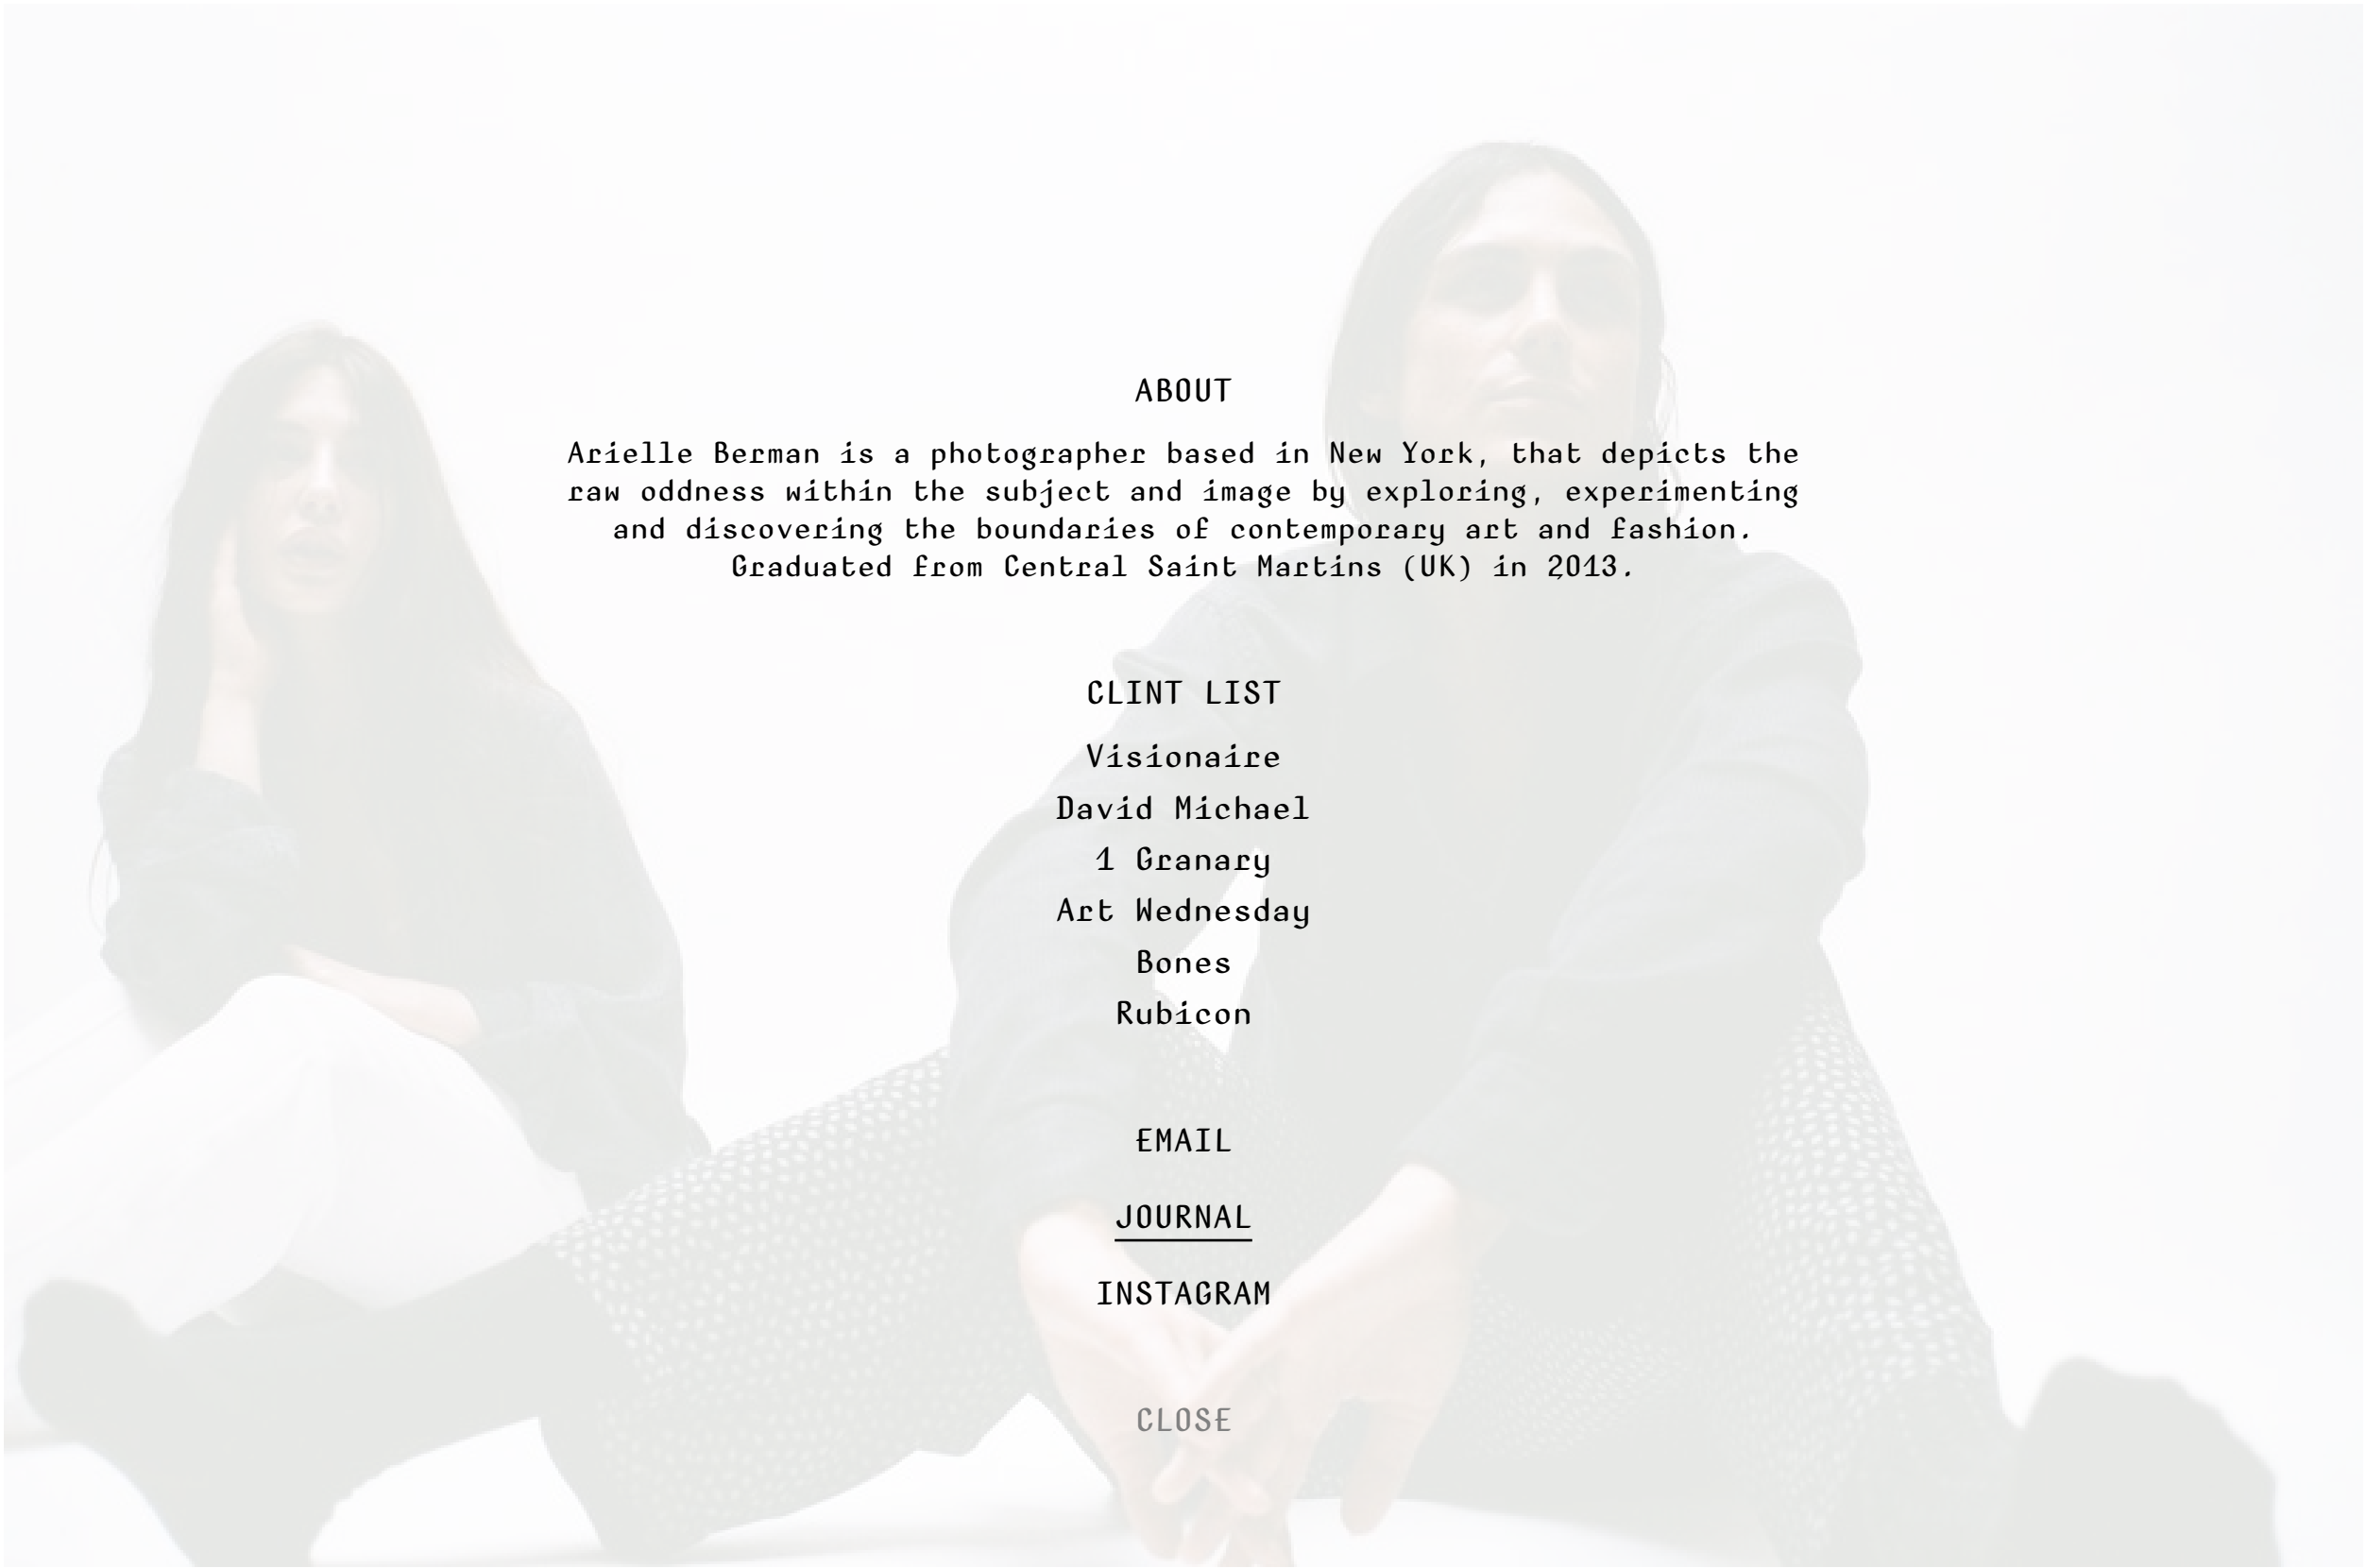 ABOUT
Arielle Berman is a photographer based in New York, that depicts the
raw oddness within the subject and image by exploring, experimenting
and discovering the boundaries of contemporary art and fashion.
Graduated from Central Saint Martins (UK) in 2013.
CLINT LIST
Visionaire
David Michael
1 Granary
Art Wednesday
Bones
Rubicon
EMAIL
JOURNAL
INSTAGRAM
CLOSE